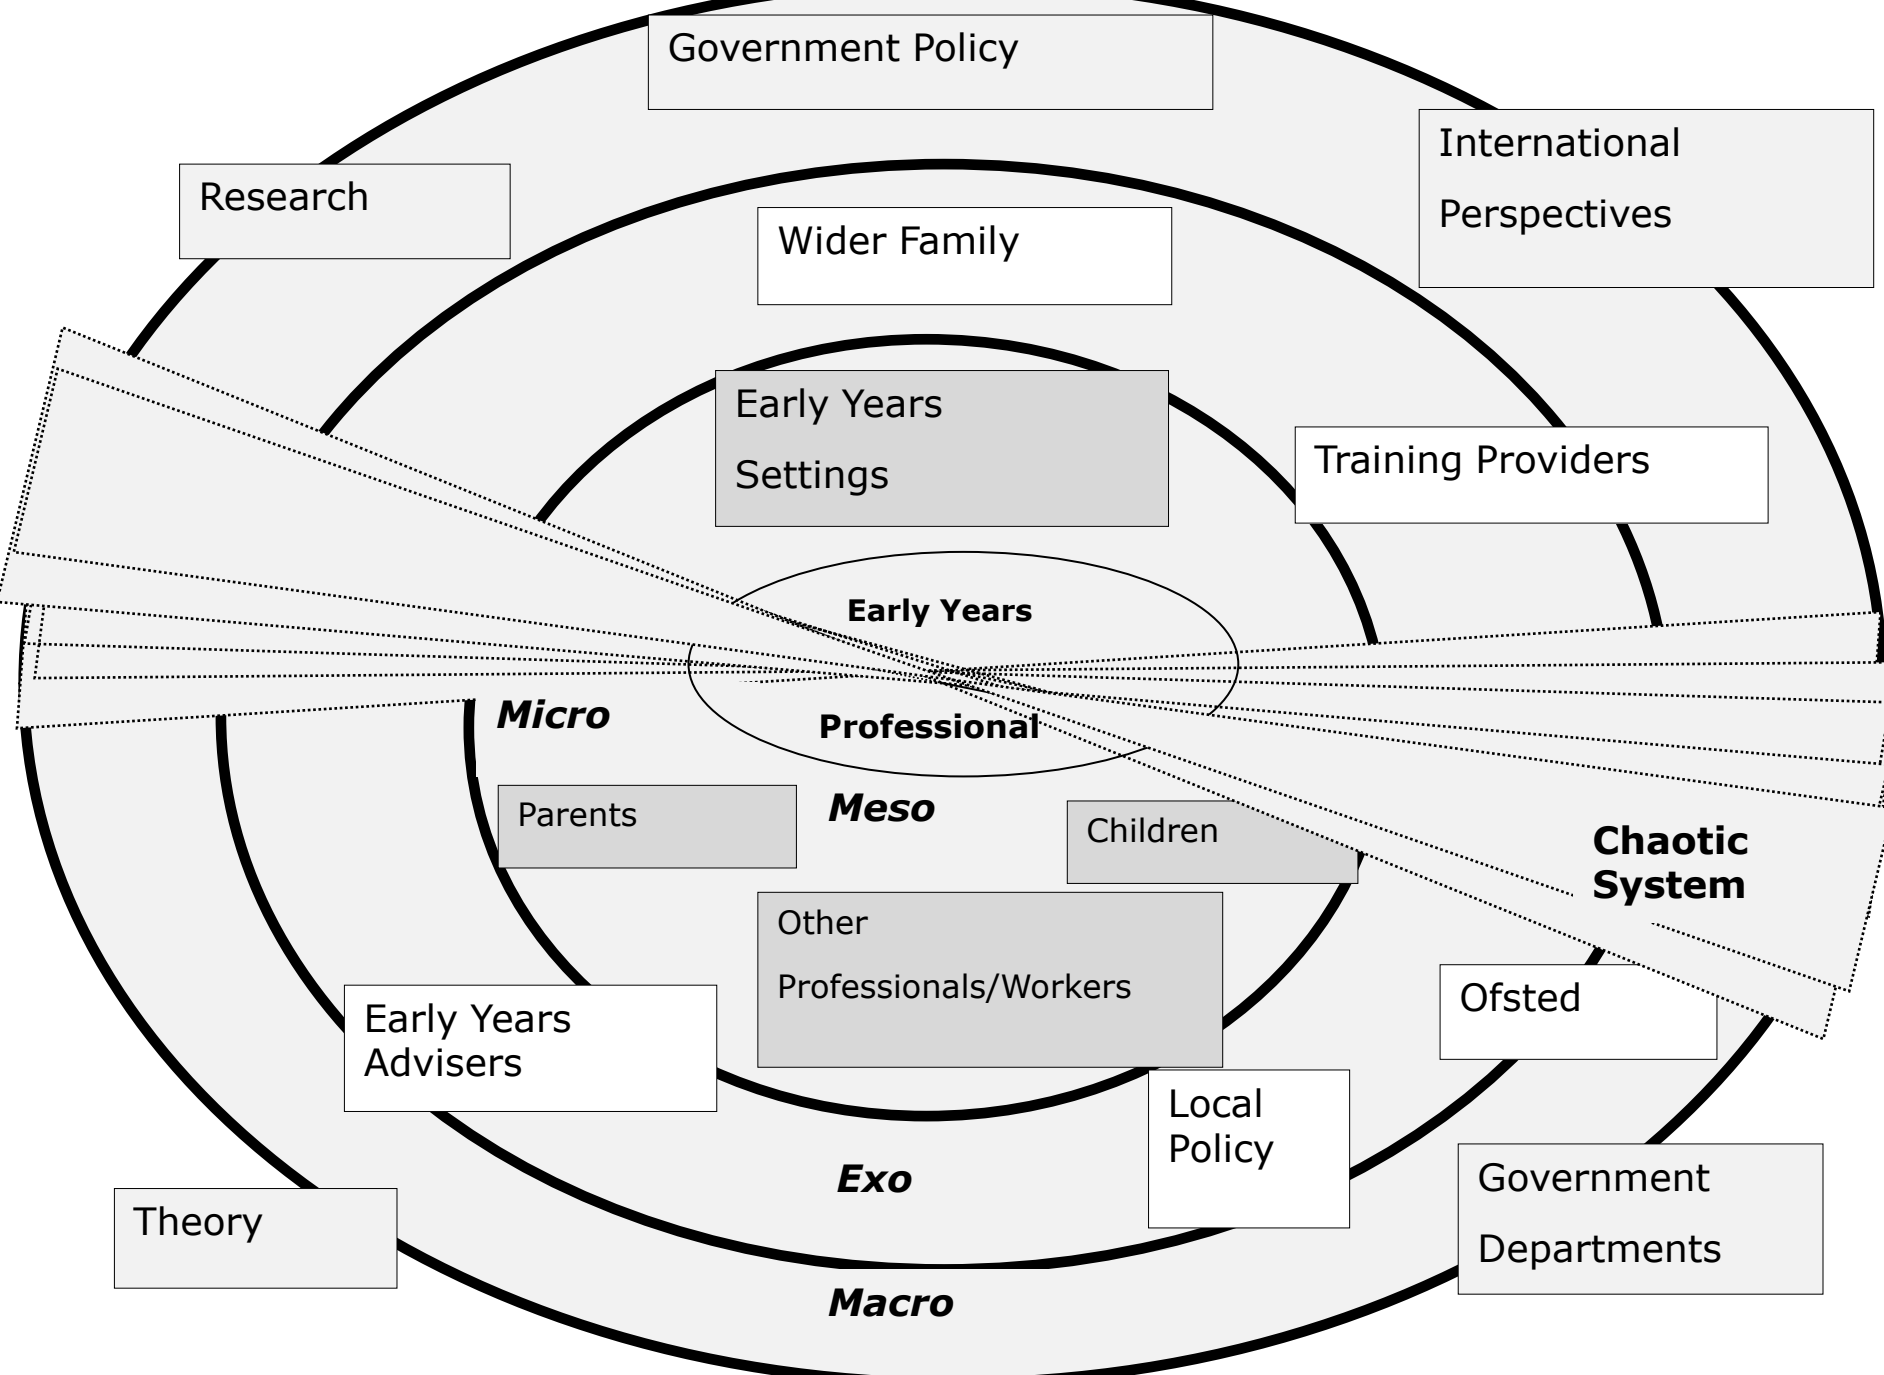 Government Policy
International
Perspectives
Research
Wider Family
Early Years
Settings
Training Providers
Early Years
Professional
Micro
Meso
Parents
Children
Chaotic
System
Other
Professionals/Workers
Ofsted
Early Years
Advisers
Local
Policy
Exo
Government
Departments
Theory
Macro